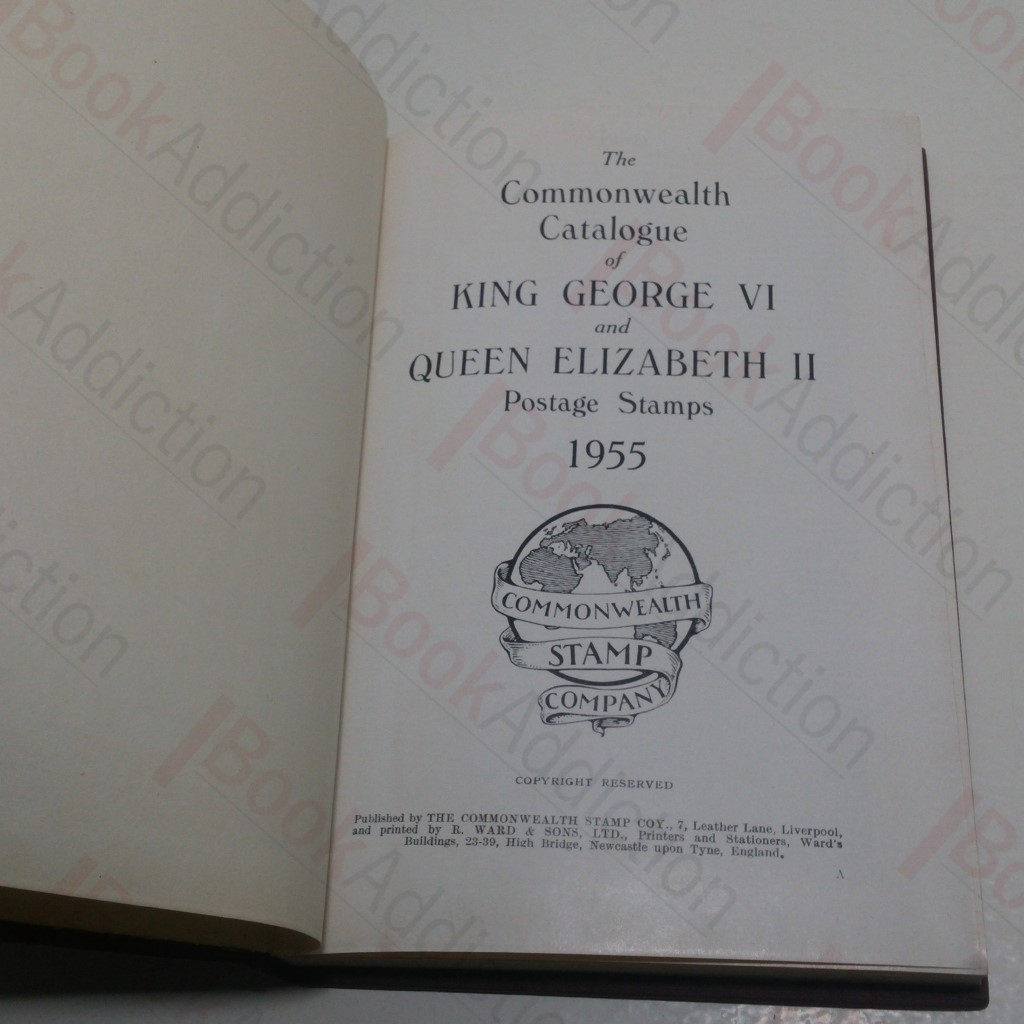 The
Commonwealth
Catalogue
of
KING GEORGE VI
and
QUEEN ELIZABETH II
Postage Stamps
1955
COMMONWEALTH
STAMP
COMPANY
COPYRIGHT RESERVED
Published by THE COMMONWEALTH STAMP COY., 7, Leather Lane, Liverpool,
and printed by R. WARD & SONS, LTD., Printers and Stationers, Ward's
Buildings, 23-39, High Bridge, Newcastle upon Tyne, England.
A
BookAddiction